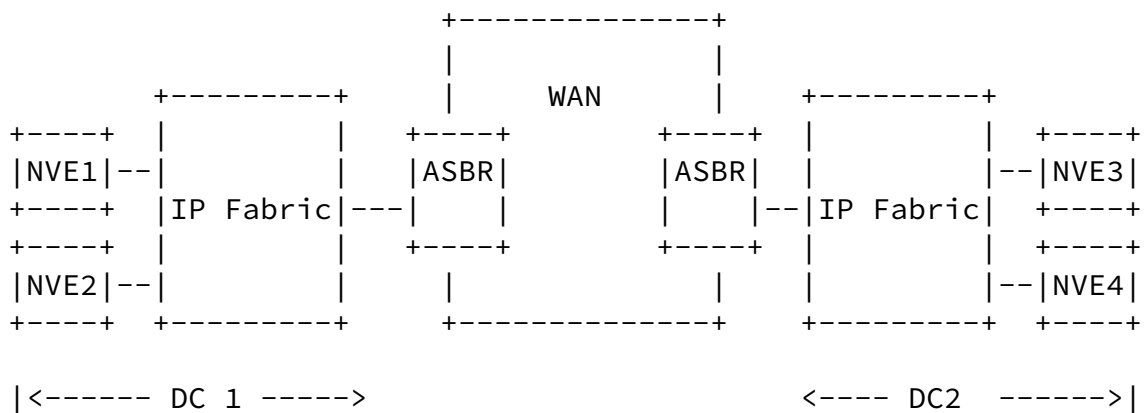 WAN
NVE1 ASBR ASBR NVE3
IP Fabric IP Fabric
NVE2 NVE4
|<------ DC 1 -----> <---- DC2 ------>|